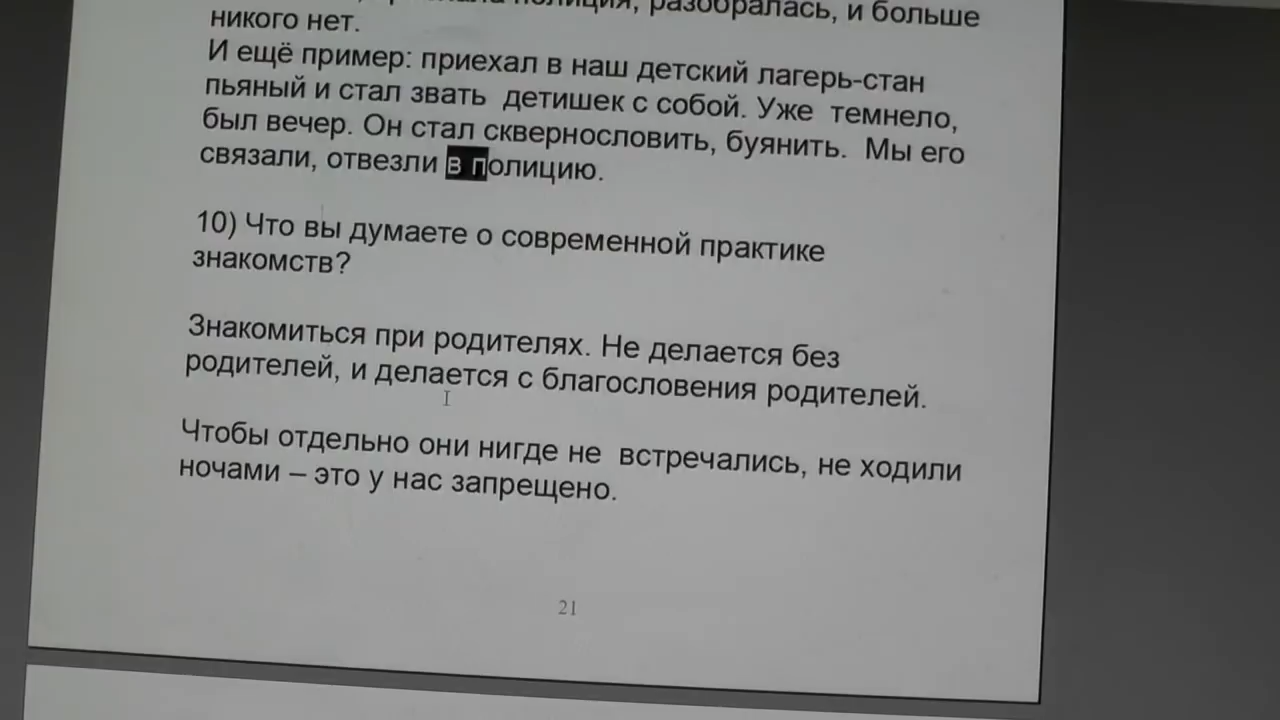 полиция, разобралась, и больше
никого нет.
И ещё пример: приехал в наш детский лагерь-стан
пьяный и стал звать детишек с собой. Уже темнело,
был вечер. Он стал сквернословить, буянить. Мы его
связали, отвезли в полицию.
10) Что вы думаете о современной практике
знакомств?
Знакомиться при родителях. Не делается без
родителей, и делается с благословения родителей.
Чтобы отдельно они нигде не встречались, не ходили
ночами – это у нас запрещено.
21